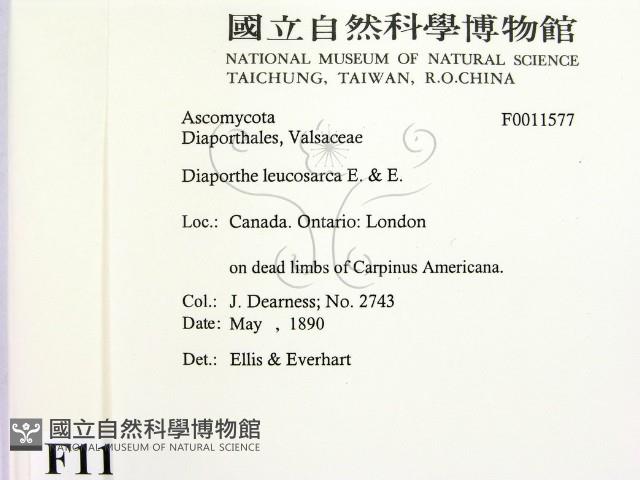 國立自然科學博物館
NATIONAL MUSEUM OF NATURAL SCIENCE
TAICHUNG, TAIWAN, R.O.CHINA
Ascomycota F0011577
Diaporthales, Valsaceae
Diaporthe leucosarca E. & E.
Loc.: Canada. Ontario: London
on dead limbs of Carpinus Americana.
Col.: J. Dearness; No. 2743
Date: May , 1890
Det.: Ellis & Everhart
國立自然科學博物館
NATIONAL MUSEUM OF NATURAL SCIENCE
F11